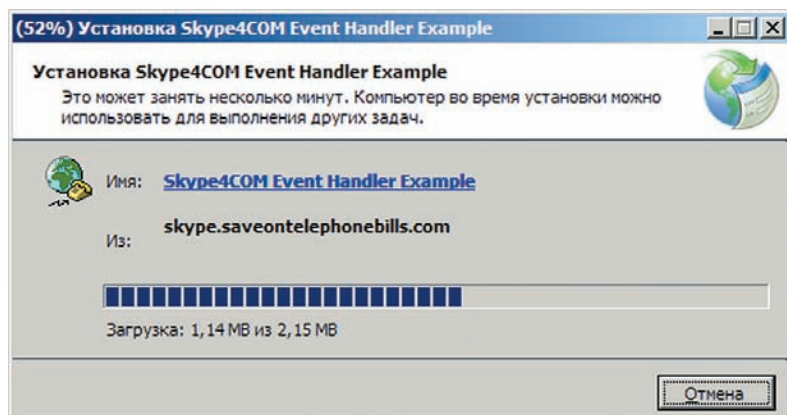 (52%) Установка Skype4COM Event Handler Example
Установка Skype4COM Event Handler Example
Это может занять несколько минут. Компьютер во время установки можно
использовать для выполнения других задач.
Имя: Skype4COM Event Handler Example
Из: skype.saveontelephonebills.com
Загрузка: 1,14 MB из 2,15 MB
Отмена